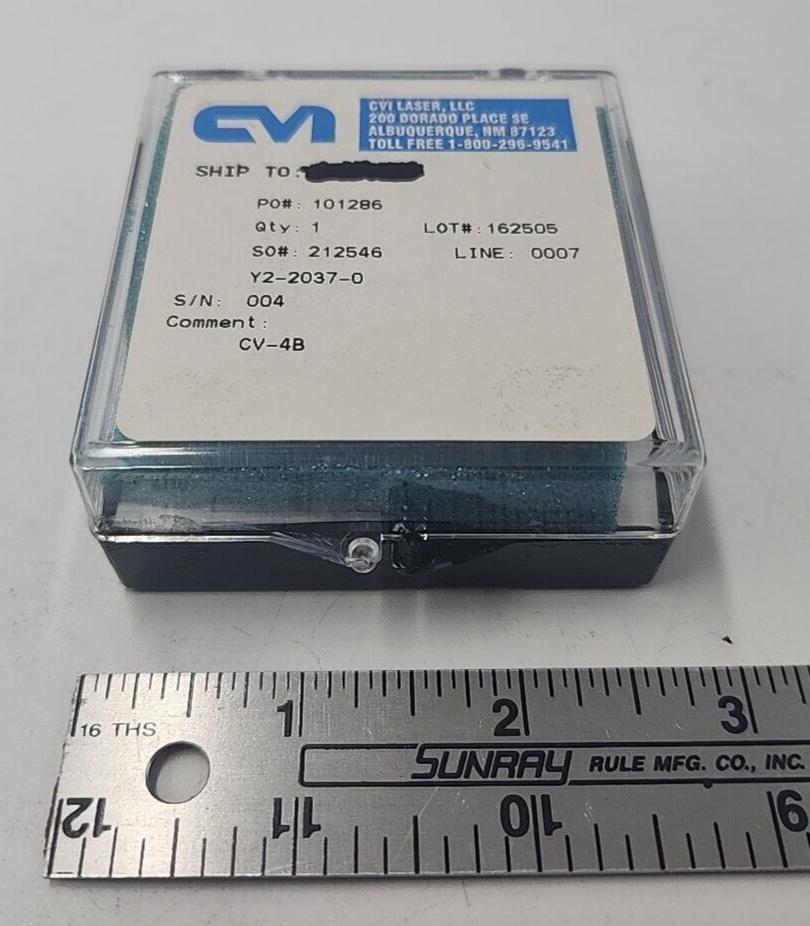 CVI
CVI LASER, LLC
200 DORADO PLACE SE
ALBUQUERQUE, NM 87123
TOLL FREE 1-800-296-9541
SHIP TO:
PO#: 101286
Qty: 1 LOT#:162505
SO#: 212546 LINE: 0007
Y2-2037-0
S/N: 004
Comment:
CV-4B
1 2 3
16 THS
SUNRAY RULE MFG. CO., INC.
12 11 10 9